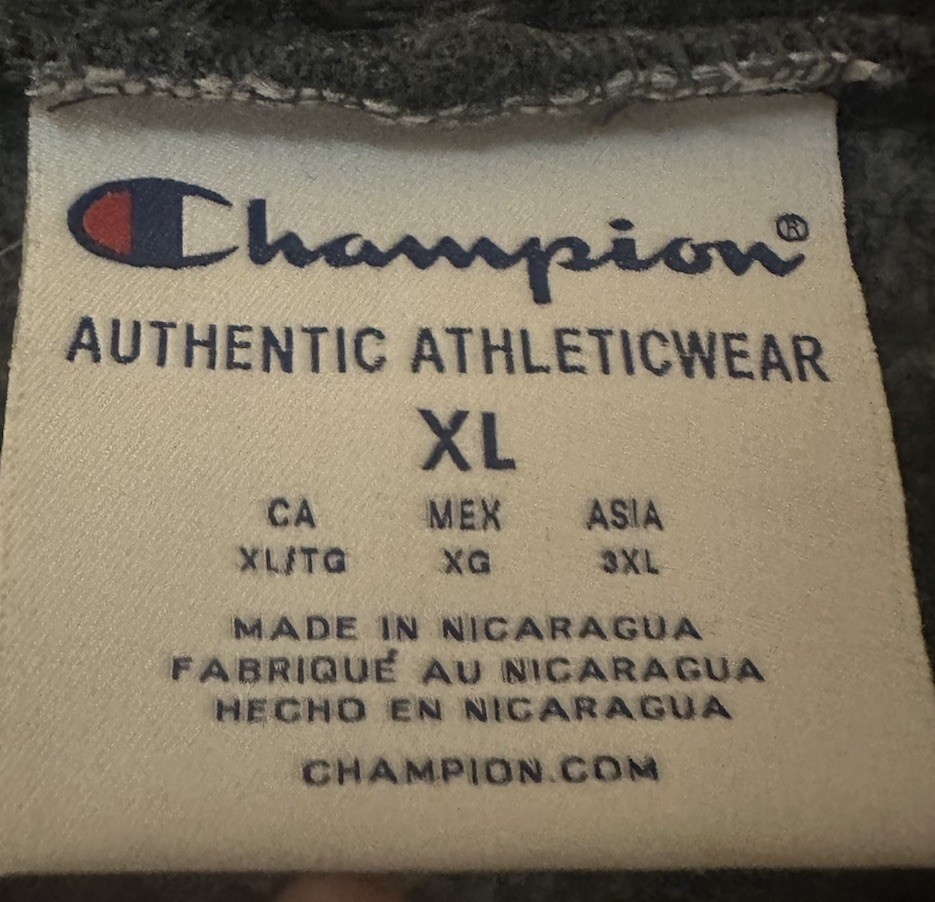 Champion®
AUTHENTIC ATHLETICWEAR
XL
CA MEX ASIA
XL/TG XG 3XL
MADE IN NICARAGUA
FABRIQUÉ AU NICARAGUA
HECHO EN NICARAGUA
CHAMPION.COM